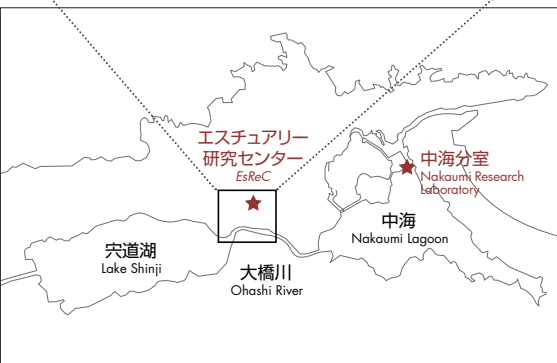 エスチュアリー
研究センター
EsReC
中海分室
Nakaumi Research
Laboratory
中海
Nakaumi Lagoon
宍道湖
Lake Shinji
大橋川
Ohashi River